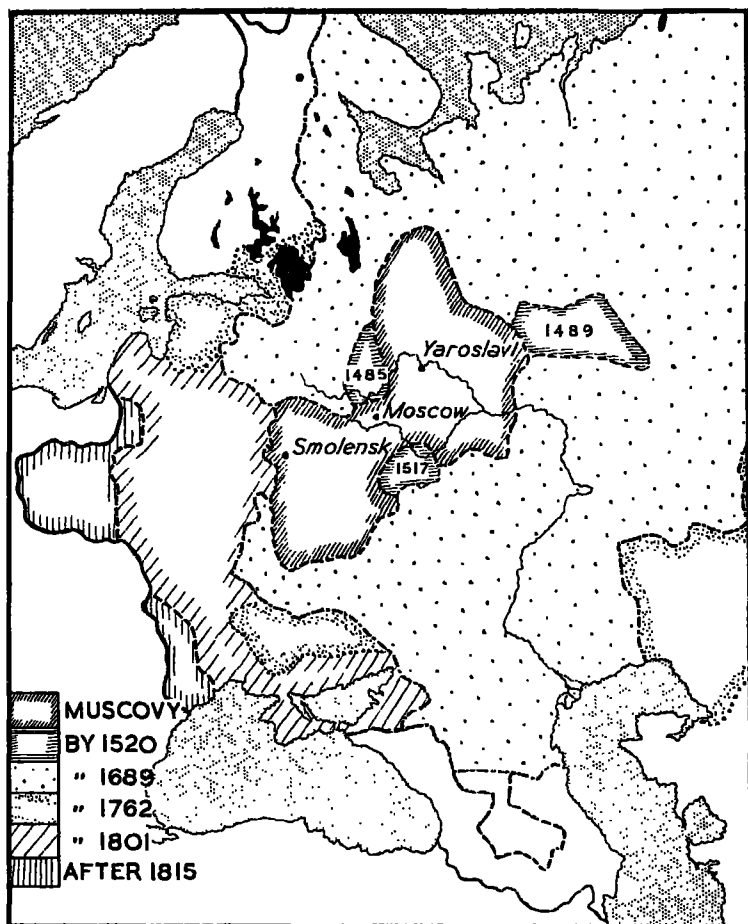 1489
Yaroslavl
1485
Moscow
Smolensk
1517
MUSCOVY
BY 1520
" 1689
" 1762
" 1801
AFTER 1815